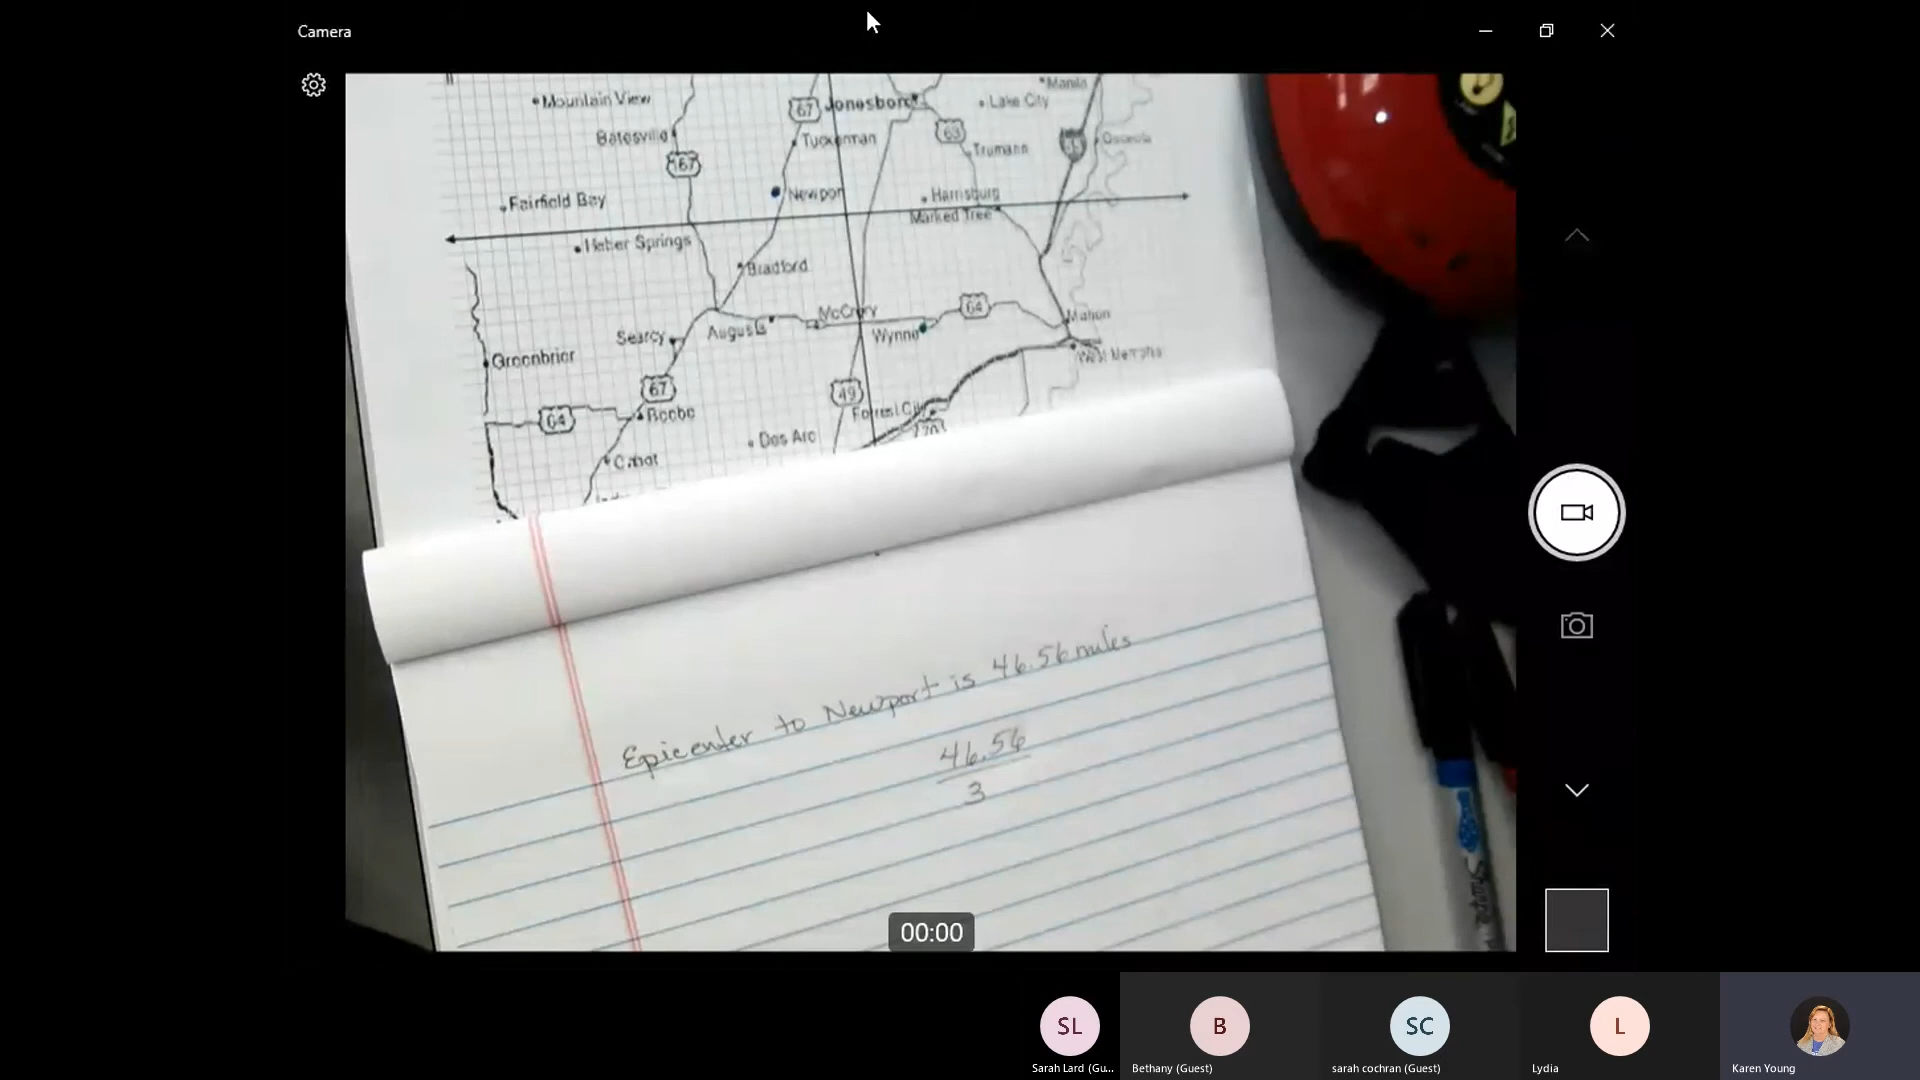 Camera
Manila
Mountain View
67
Jonesboro
Lake City
Batesville
Tuckerman
63
Trumann
55
Osceola
167
Newport
Harrisburg
Fairfield Bay
Marked Tree
Heber Springs
Bradford
McCrory
64
Marion
Searcy
Augusta
Wynne
West Memphis
Greenbrier
67
49
Forrest City
64
Beebe
Des Arc
70
Cabot
Epicenter to Newport is 46.56 miles
46.56
3
00:00
SL
B
SC
L
Sarah Lard (Gu...
Bethany (Guest)
sarah cochran (Guest)
Lydia
Karen Young